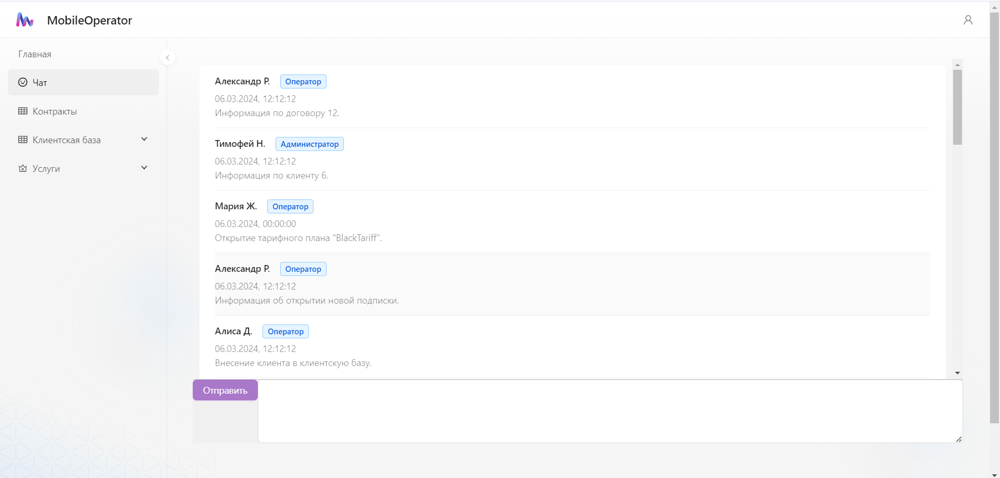 MobileOperator
Главная
Чат
Контракты
Клиентская база
Услуги
Александр Р. Оператор
06.03.2024, 12:12:12
Информация по договору 12.
Тимофей Н. Администратор
06.03.2024, 12:12:12
Информация по клиенту 6.
Мария Ж. Оператор
06.03.2024, 00:00:00
Открытие тарифного плана "BlackTariff".
Александр Р. Оператор
06.03.2024, 12:12:12
Информация об открытии новой подписки.
Алиса Д. Оператор
06.03.2024, 12:12:12
Внесение клиента в клиентскую базу.
Отправить